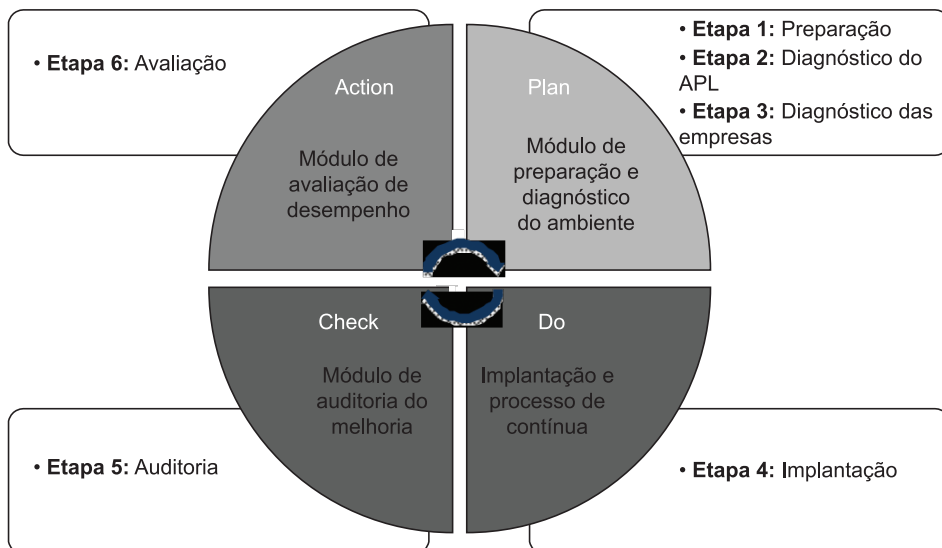 • Etapa 6: Avaliação
Action
Módulo de
avaliação de
desempenho
• Etapa 1: Preparação
• Etapa 2: Diagnóstico do
APL
• Etapa 3: Diagnóstico das
empresas
Plan
Módulo de
preparação e
diagnóstico
do ambiente
Check
Módulo de
auditoria do
melhoria
• Etapa 5: Auditoria
Do
Implantação e
processo de
contínua
• Etapa 4: Implantação